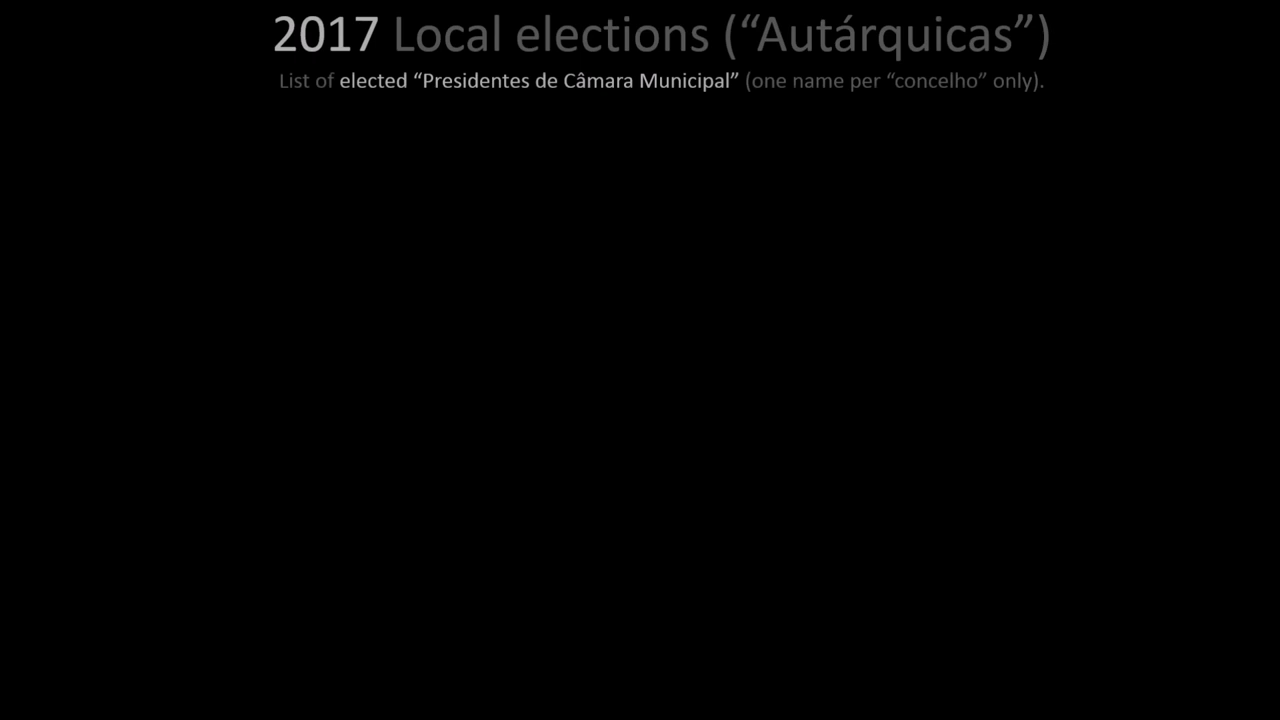 2017 Local elections (“Autárquicas”)
List of elected “Presidentes de Câmara Municipal” (one name per “concelho” only).